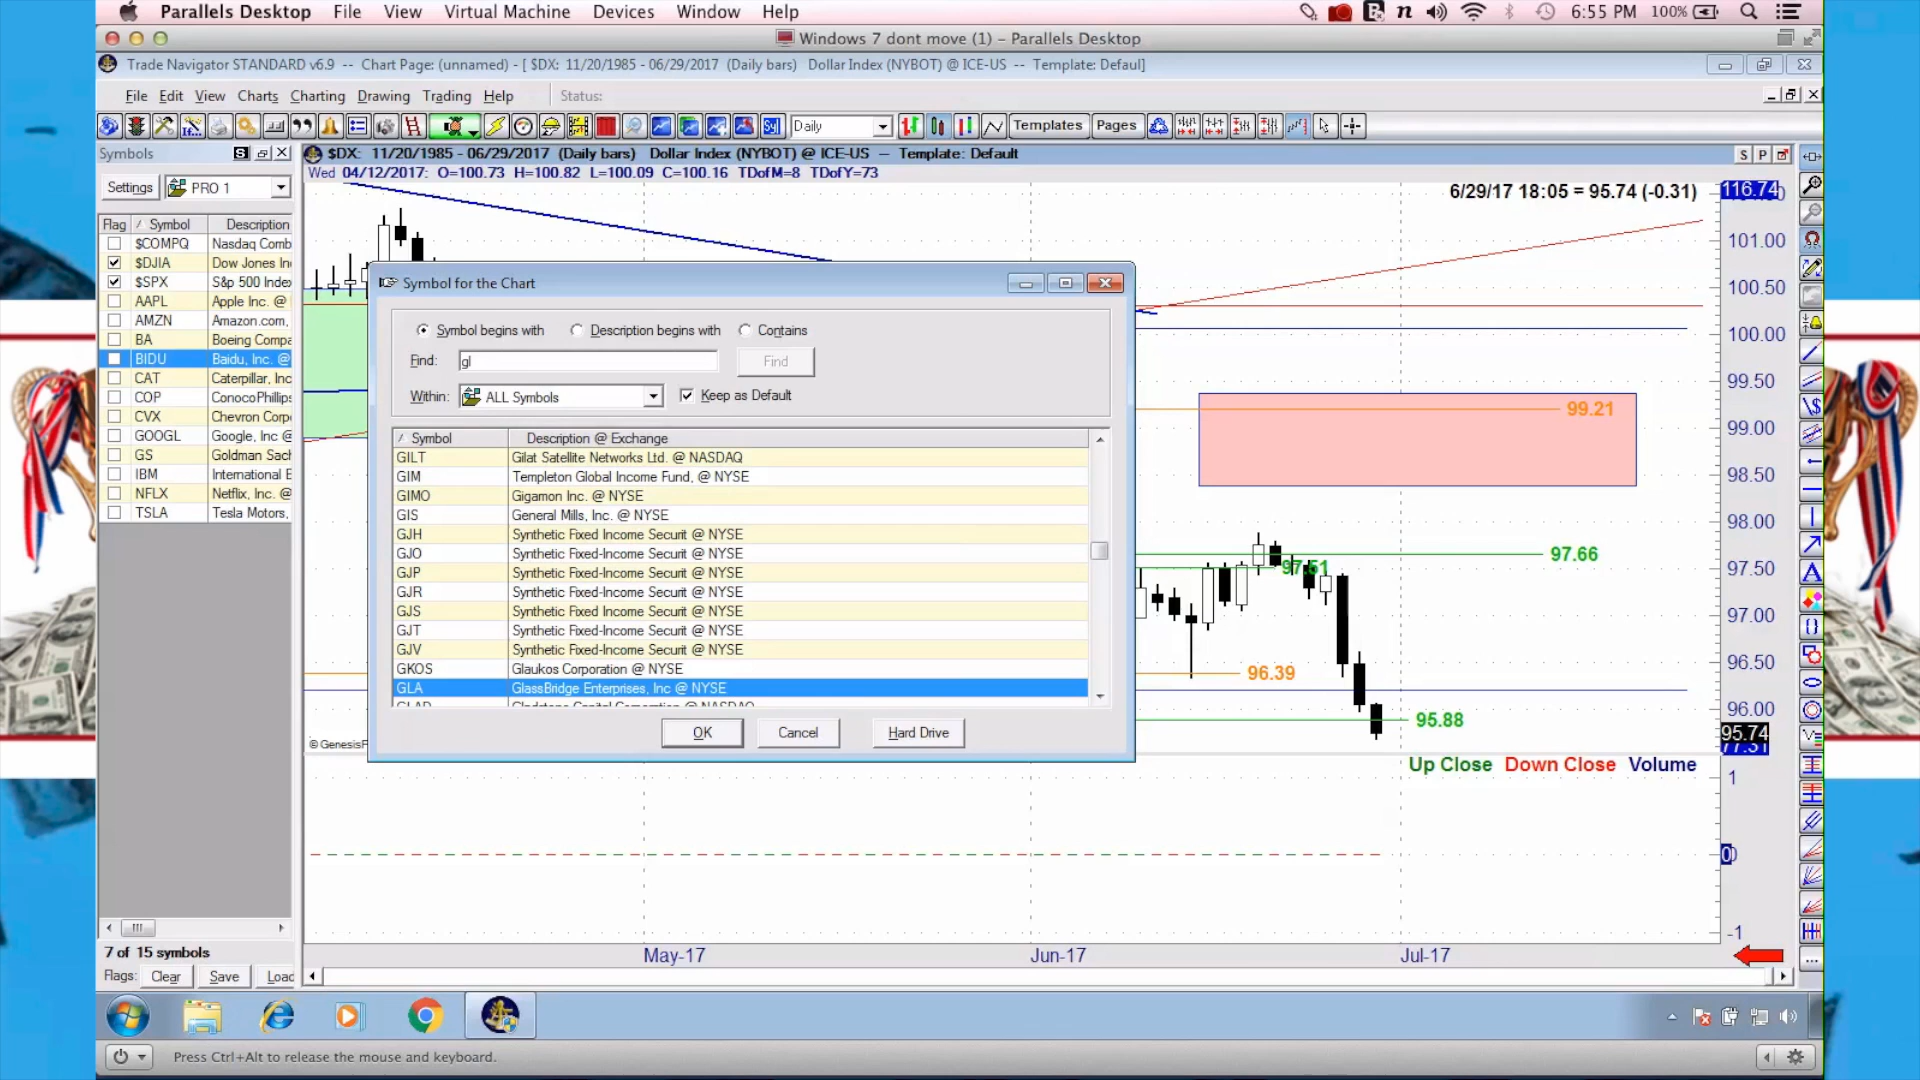 Parallels Desktop File View Virtual Machine Devices Window Help
6:55 PM 100%
Windows 7 dont move (1) – Parallels Desktop
Trade Navigator STANDARD v6.9 -- Chart Page: (unnamed) - [ $DX: 11/20/1985 - 06/29/2017 (Daily bars) Dollar Index (NYBOT) @ ICE-US -- Template: Defaul]
File Edit View Charts Charting Drawing Trading Help Status:
If... Sy! Daily Templates Pages
Symbols
S
$DX: 11/20/1985 - 06/29/2017 (Daily bars) Dollar Index (NYBOT) @ ICE-US – Template: Default
S P
Wed 04/12/2017: O=100.73 H=100.82 L=100.09 C=100.16 TDofM=8 TDofY=73
Settings PRO 1
6/29/17 18:05 = 95.74 (-0.31)
116.74
Flag Symbol Description
$COMPQ Nasdaq Comb
$DJIA Dow Jones In
$SPX S&p 500 Index
AAPL Apple Inc. @
AMZN Amazon.com,
BA Boeing Compa
BIDU Baidu, Inc. @
CAT Caterpillar, Inc
COP ConocoPhillips
CVX Chevron Corp
GOOGL Google, Inc @
GS Goldman Sach
IBM International B
NFLX Netflix, Inc. @
TSLA Tesla Motors,
7 of 15 symbols
Flags: Clear Save Load
Symbol for the Chart
Symbol begins with Description begins with Contains
Find: gl Find
Within: ALL Symbols Keep as Default
Symbol Description @ Exchange
GILT Gilat Satellite Networks Ltd. @ NASDAQ
GIM Templeton Global Income Fund, @ NYSE
GIMO Gigamon Inc. @ NYSE
GIS General Mills, Inc. @ NYSE
GJH Synthetic Fixed Income Securit @ NYSE
GJO Synthetic Fixed-Income Securit @ NYSE
GJP Synthetic Fixed-Income Securit @ NYSE
GJR Synthetic Fixed-Income Securit @ NYSE
GJS Synthetic Fixed-Income Securit @ NYSE
GJT Synthetic Fixed-Income Securit @ NYSE
GJV Synthetic Fixed-Income Securit @ NYSE
GKOS Glaukos Corporation @ NYSE
GLA GlassBridge Enterprises, Inc @ NYSE
GLAD Gladstone Capital Corporation @ NASDAQ
OK Cancel Hard Drive
© GenesisF
101.00
100.50
100.00
99.50
99.00
98.50
98.00
97.50
97.00
96.50
96.00
95.74
77.31
99.21
97.66
97.51
96.39
95.88
Up Close Down Close Volume
1
0
-1
May-17 Jun-17 Jul-17
Press Ctrl+Alt to release the mouse and keyboard.